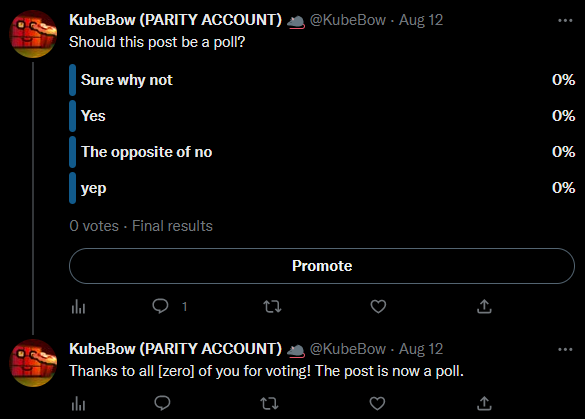 KubeBow (PARITY ACCOUNT) @KubeBow · Aug 12
Should this post be a poll?
Sure why not 0%
Yes 0%
The opposite of no 0%
yep 0%
0 votes · Final results
Promote
1
KubeBow (PARITY ACCOUNT) @KubeBow · Aug 12
Thanks to all [zero] of you for voting! The post is now a poll.